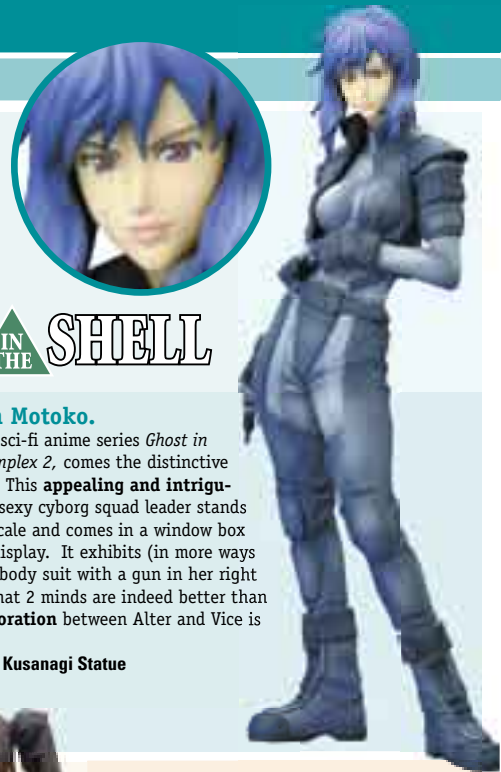 IN
THE SHELL
Motoko.
sci-fi anime series Ghost in
mplex 2, comes the distinctive
This appealing and intrigu-
sexy cyborg squad leader stands
cale and comes in a window box
isplay. It exhibits (in more ways
body suit with a gun in her right
hat 2 minds are indeed better than
oration between Alter and Vice is
Kusanagi Statue